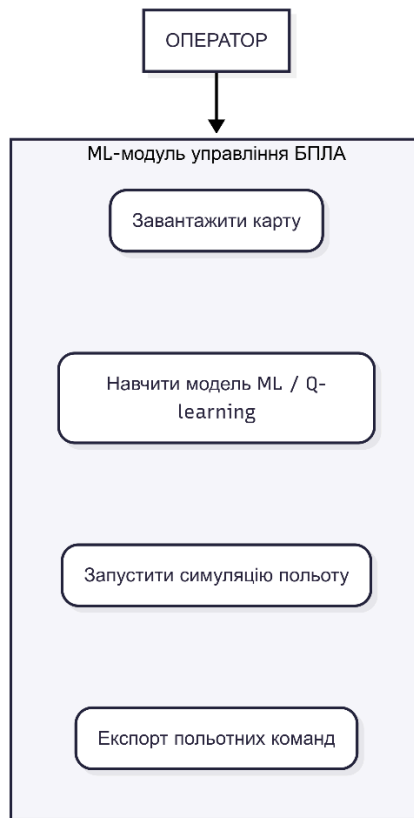 ОПЕРАТОР
ML-модуль управління БПЛА
Завантажити карту
Навчити модель ML / Q-
learning
Запустити симуляцію польоту
Експорт польотних команд